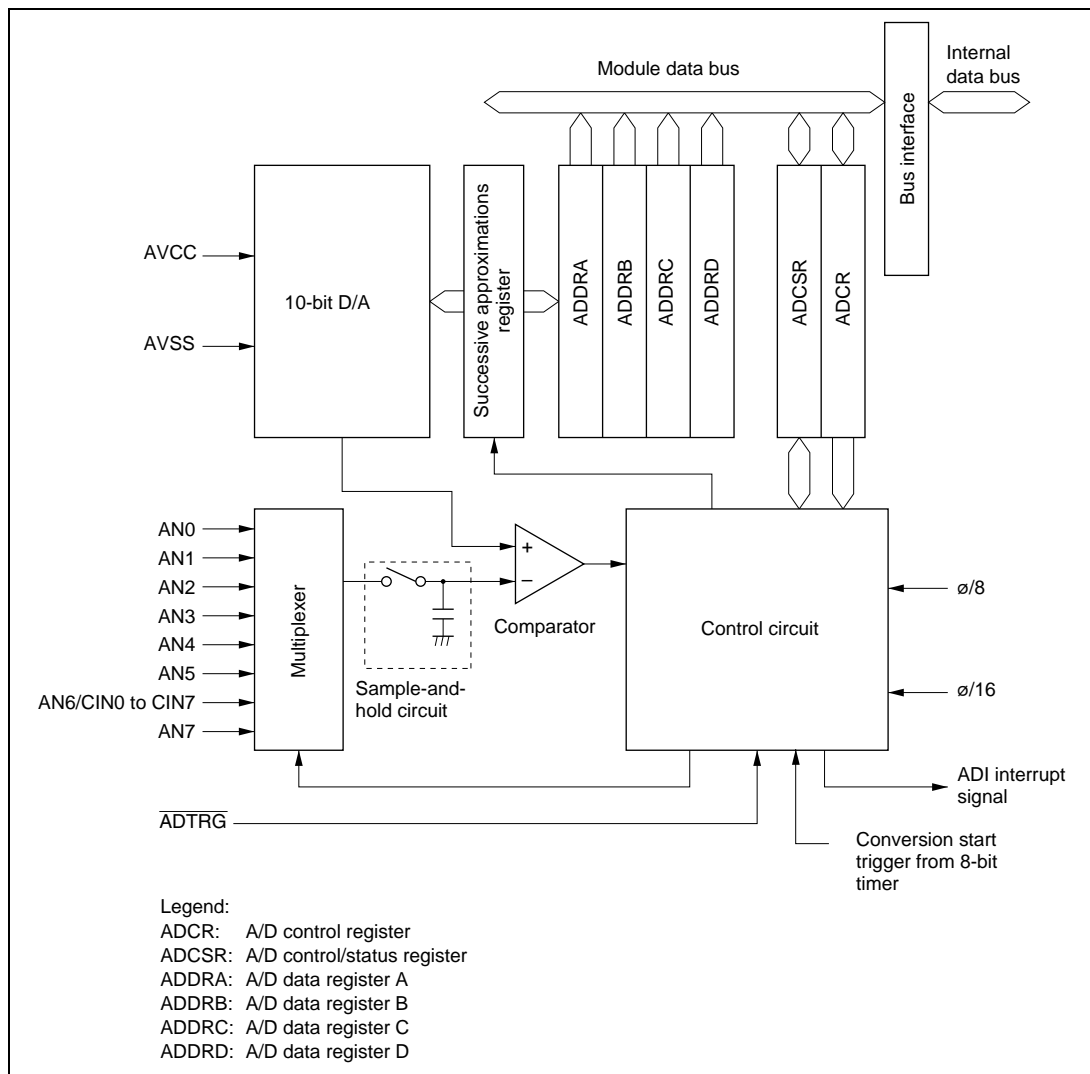 Module data bus
Internal
data bus
Bus interface
AVCC
AVSS
10-bit D/A
Successive approximations
register
ADDRA
ADDRB
ADDRC
ADDRD
ADCSR
ADCR
AN0
AN1
AN2
AN3
AN4
AN5
AN6/CIN0 to CIN7
AN7
Multiplexer
+
−
Comparator
Sample-and-
hold circuit
Control circuit
ø/8
ø/16
ADI interrupt
signal
ADTRG
Conversion start
trigger from 8-bit
timer
Legend:
ADCR: A/D control register
ADCSR: A/D control/status register
ADDRA: A/D data register A
ADDRB: A/D data register B
ADDRC: A/D data register C
ADDRD: A/D data register D